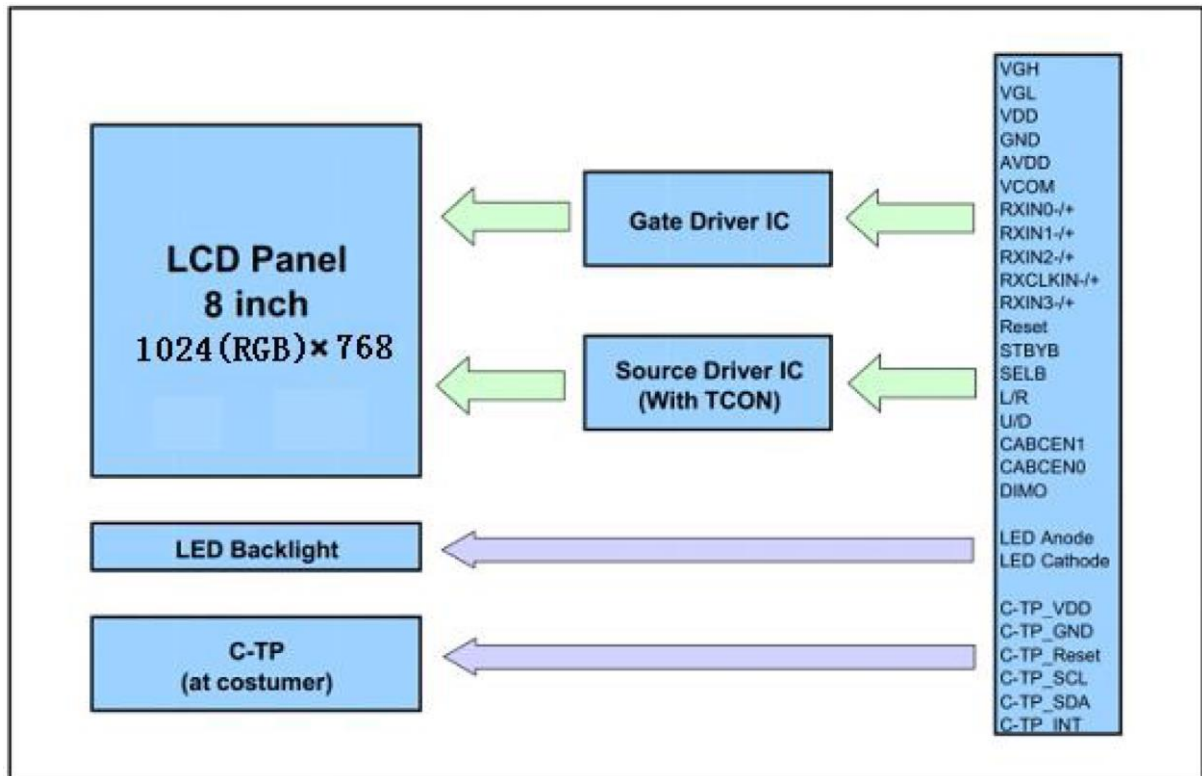 LCD Panel
8 inch
1024(RGB)×768
Gate Driver IC
Source Driver IC
(With TCON)
LED Backlight
C-TP
(at costumer)
VGH
VGL
VDD
GND
AVDD
VCOM
RXIN0-/+
RXIN1-/+
RXIN2-/+
RXCLKIN-/+
RXIN3-/+
Reset
STBYB
SELB
L/R
U/D
CABCEN1
CABCEN0
DIMO
LED Anode
LED Cathode
C-TP_VDD
C-TP_GND
C-TP_Reset
C-TP_SCL
C-TP_SDA
C-TP_INT